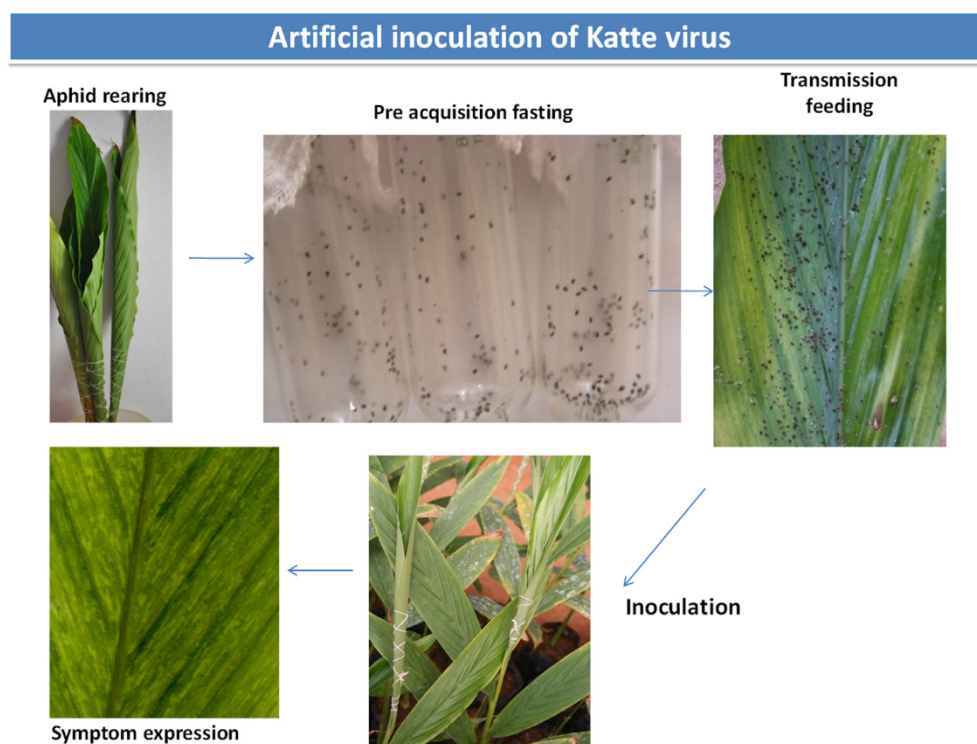 Artificial inoculation of Katte virus
Aphid rearing
Pre acquisition fasting
Transmission
feeding
Inoculation
Symptom expression